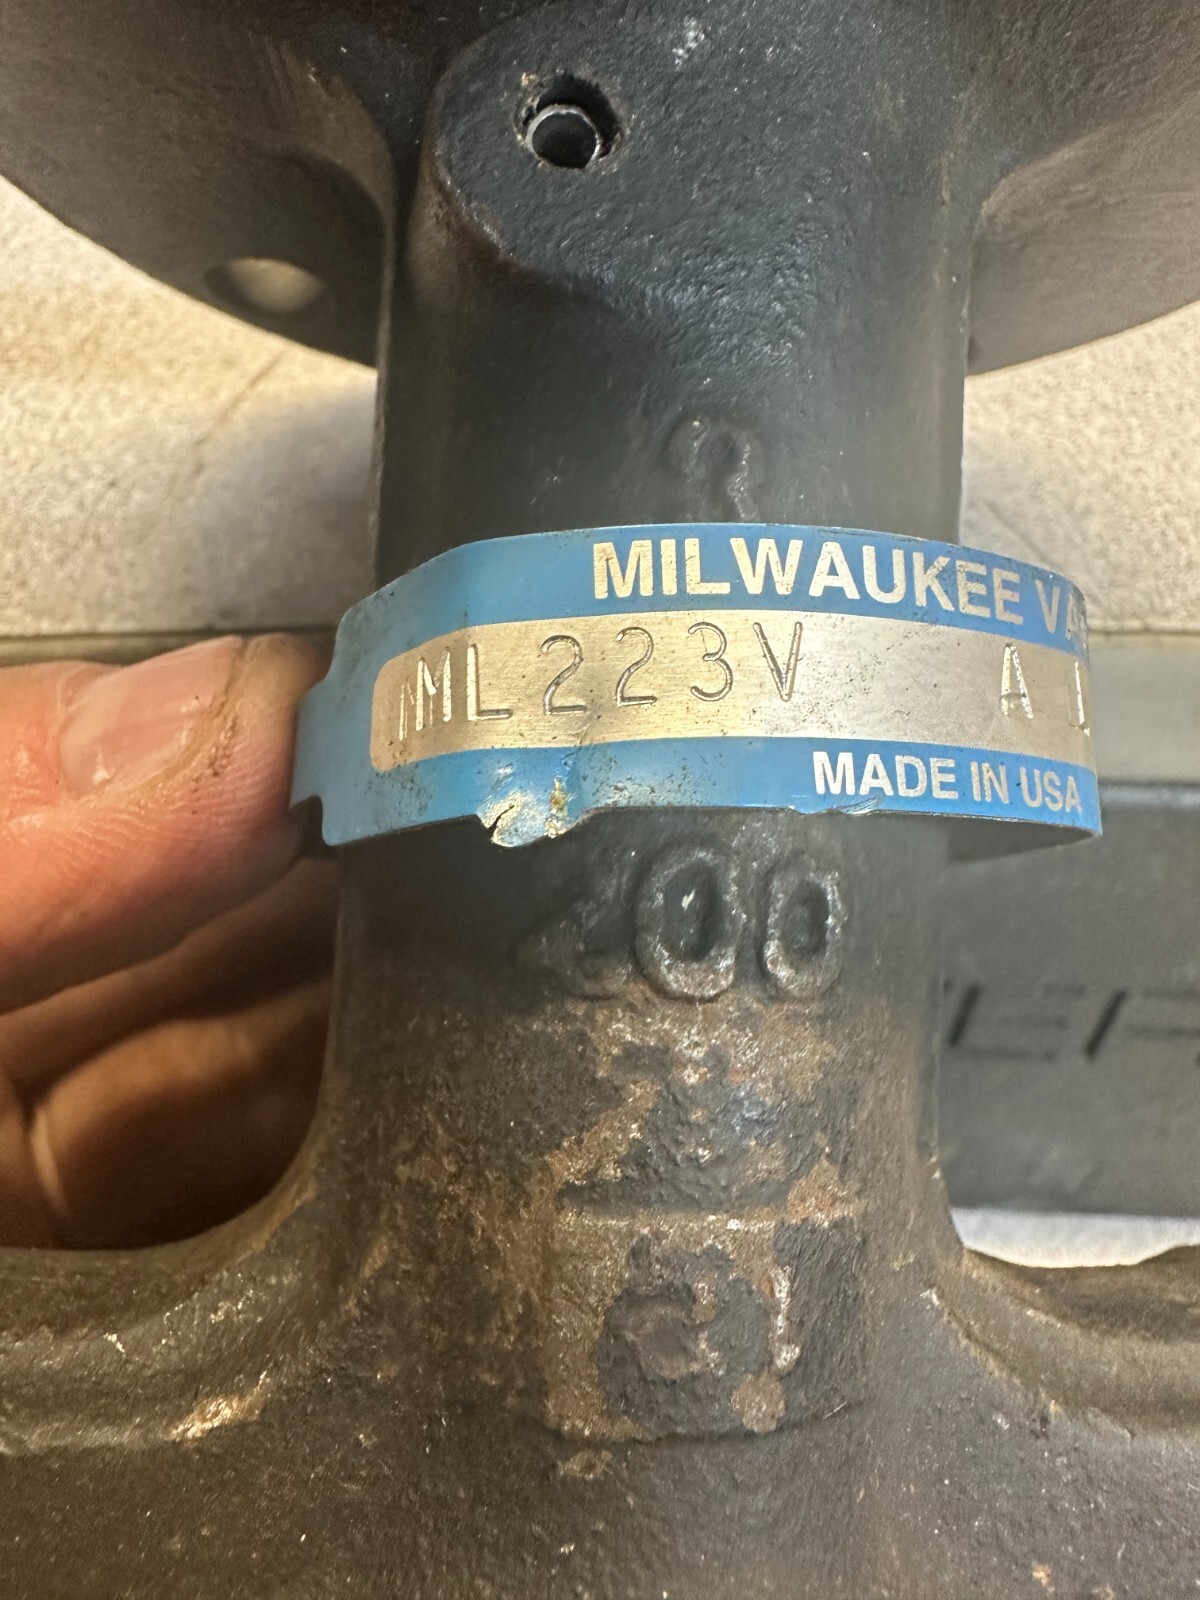 MILWAUKEE VA
ML223V A
MADE IN USA
200